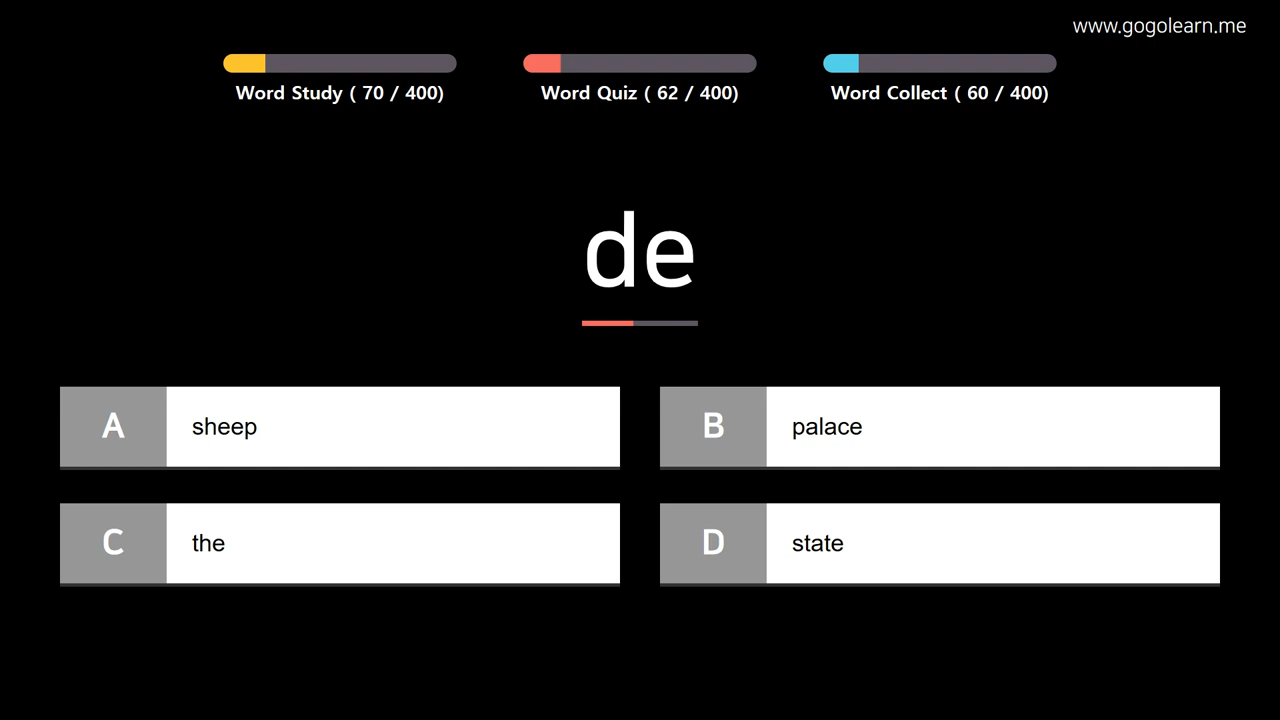 www.gogolearn.me
Word Study ( 70 / 400)
Word Quiz ( 62 / 400)
Word Collect ( 60 / 400)
de
A sheep
B palace
C the
D state